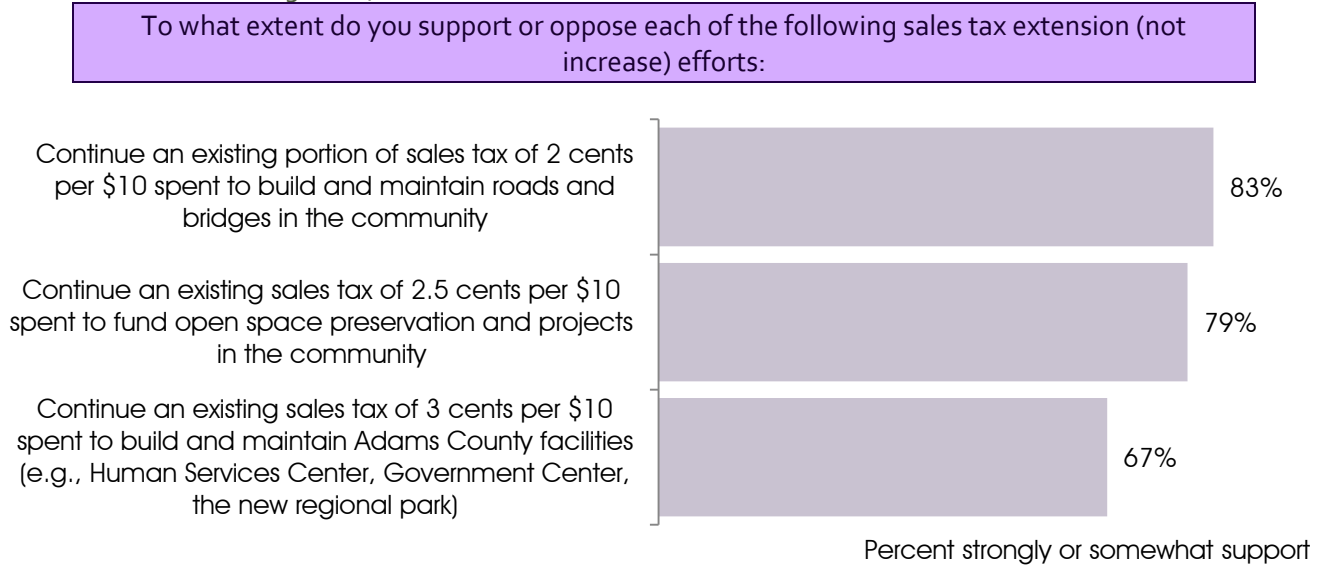 To what extent do you support or oppose each of the following sales tax extension (not
increase) efforts:
Continue an existing portion of sales tax of 2 cents
per $10 spent to build and maintain roads and
bridges in the community
83%
Continue an existing sales tax of 2.5 cents per $10
spent to fund open space preservation and projects
in the community
79%
Continue an existing sales tax of 3 cents per $10
spent to build and maintain Adams County facilities
(e.g., Human Services Center, Government Center,
the new regional park)
67%
Percent strongly or somewhat support